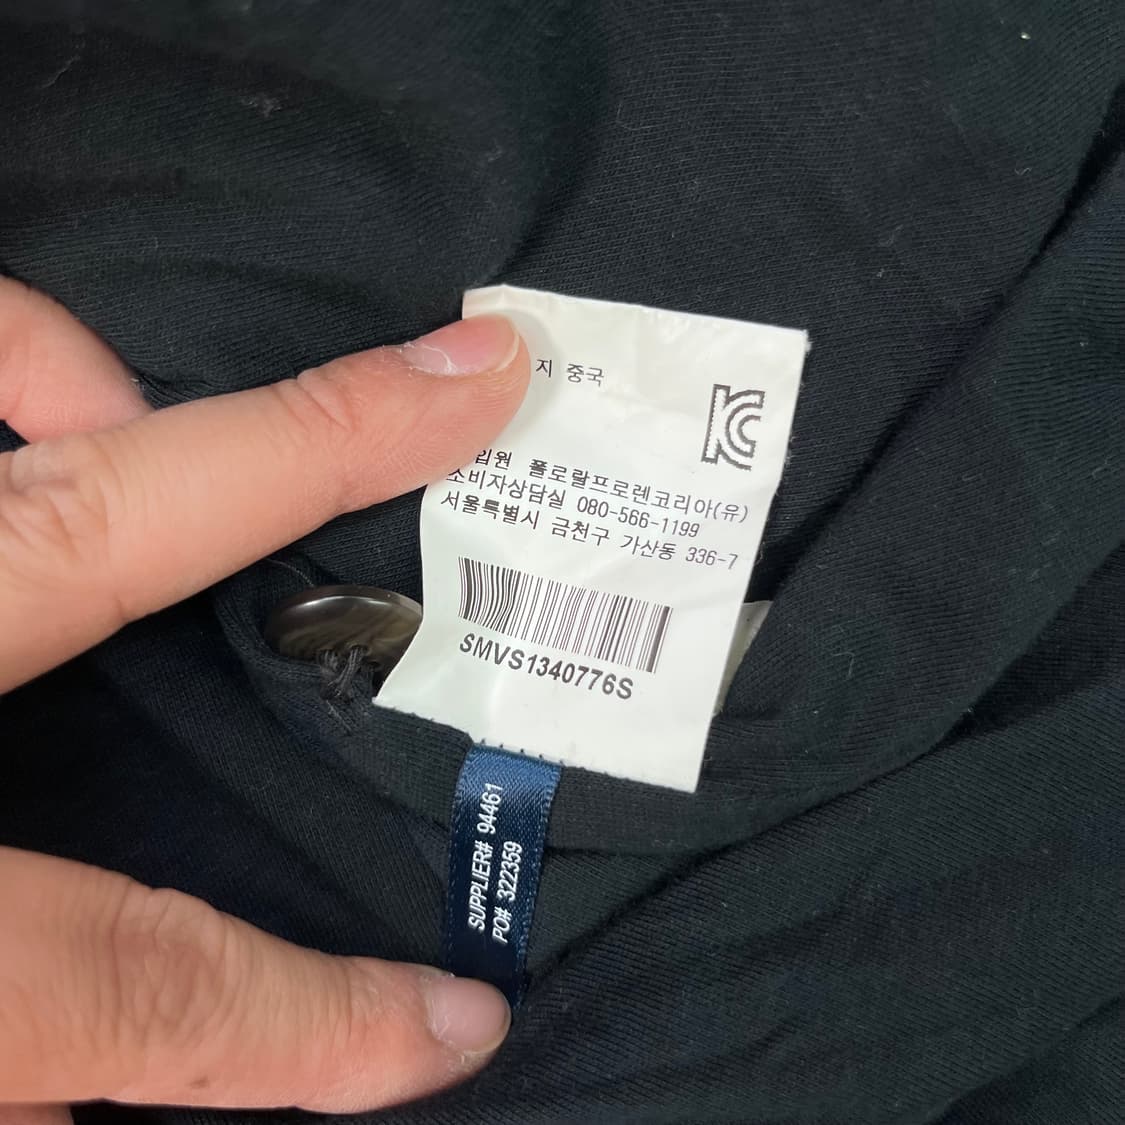 지 중국
KC
입원 폴로랄프로렌코리아(유)
소비자상담실 080-566-1199
서울특별시 금천구 가산동 336-7
SMVS1340776S
SUPPLIER# 94461
PO# 322359